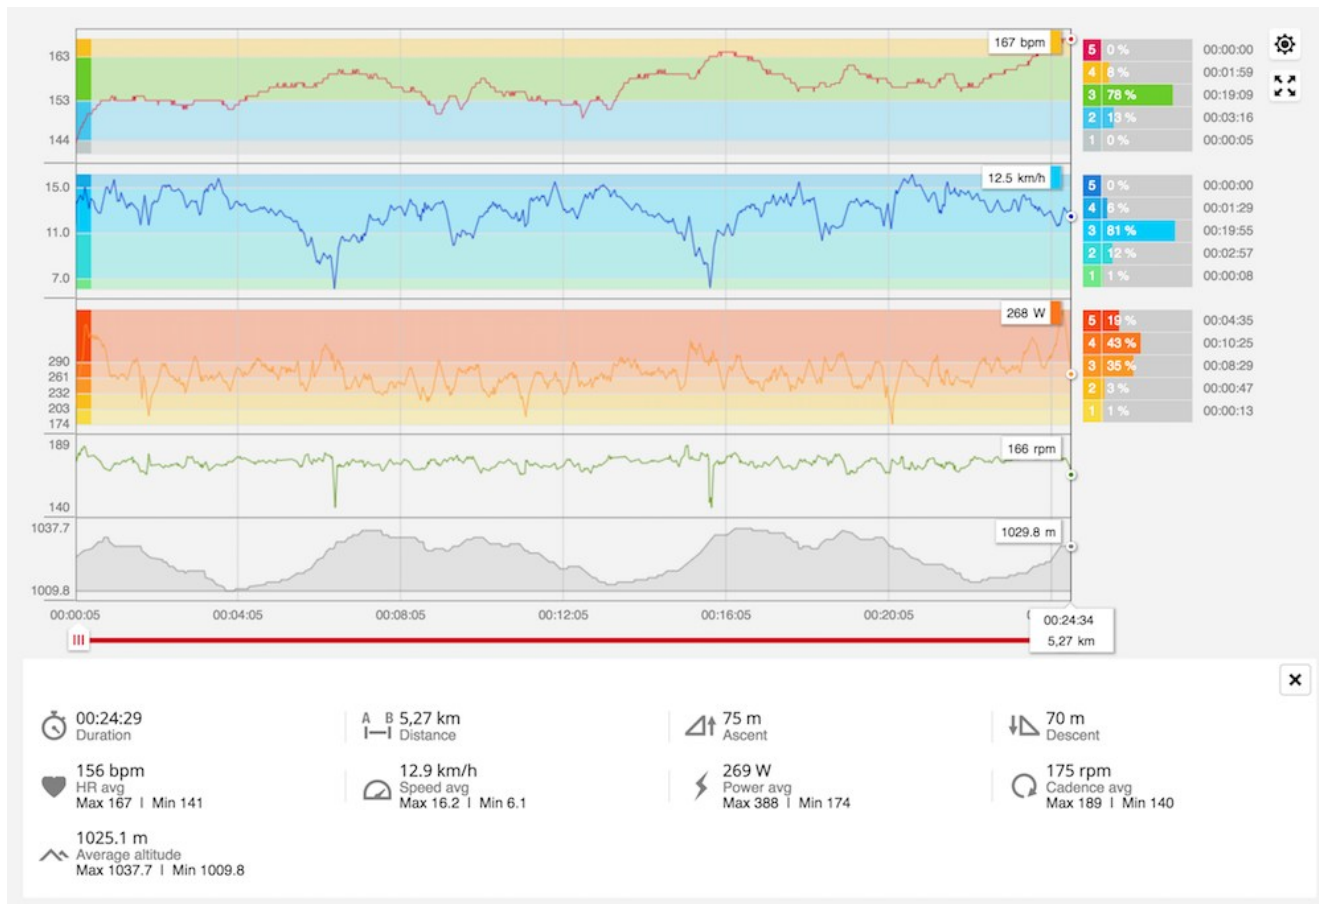 163
153
144
167 bpm
5 0 % 00:00:00
4 8 % 00:01:59
3 78 % 00:19:09
2 13 % 00:03:16
1 0 % 00:00:05
15.0
11.0
7.0
12.5 km/h
5 0 % 00:00:00
4 6 % 00:01:29
3 81 % 00:19:55
2 12 % 00:02:57
1 1 % 00:00:08
290
261
232
203
174
268 W
5 19 % 00:04:35
4 43 % 00:10:25
3 35 % 00:08:29
2 3 % 00:00:47
1 1 % 00:00:13
189
140
166 rpm
1037.7
1009.8
1029.8 m
00:00:05 00:04:05 00:08:05 00:12:05 00:16:05 00:20:05
00:24:34
5,27 km
00:24:29
Duration
A B 5,27 km
Distance
75 m
Ascent
70 m
Descent
156 bpm
HR avg
Max 167 | Min 141
12.9 km/h
Speed avg
Max 16.2 | Min 6.1
269 W
Power avg
Max 388 | Min 174
175 rpm
Cadence avg
Max 189 | Min 140
1025.1 m
Average altitude
Max 1037.7 | Min 1009.8